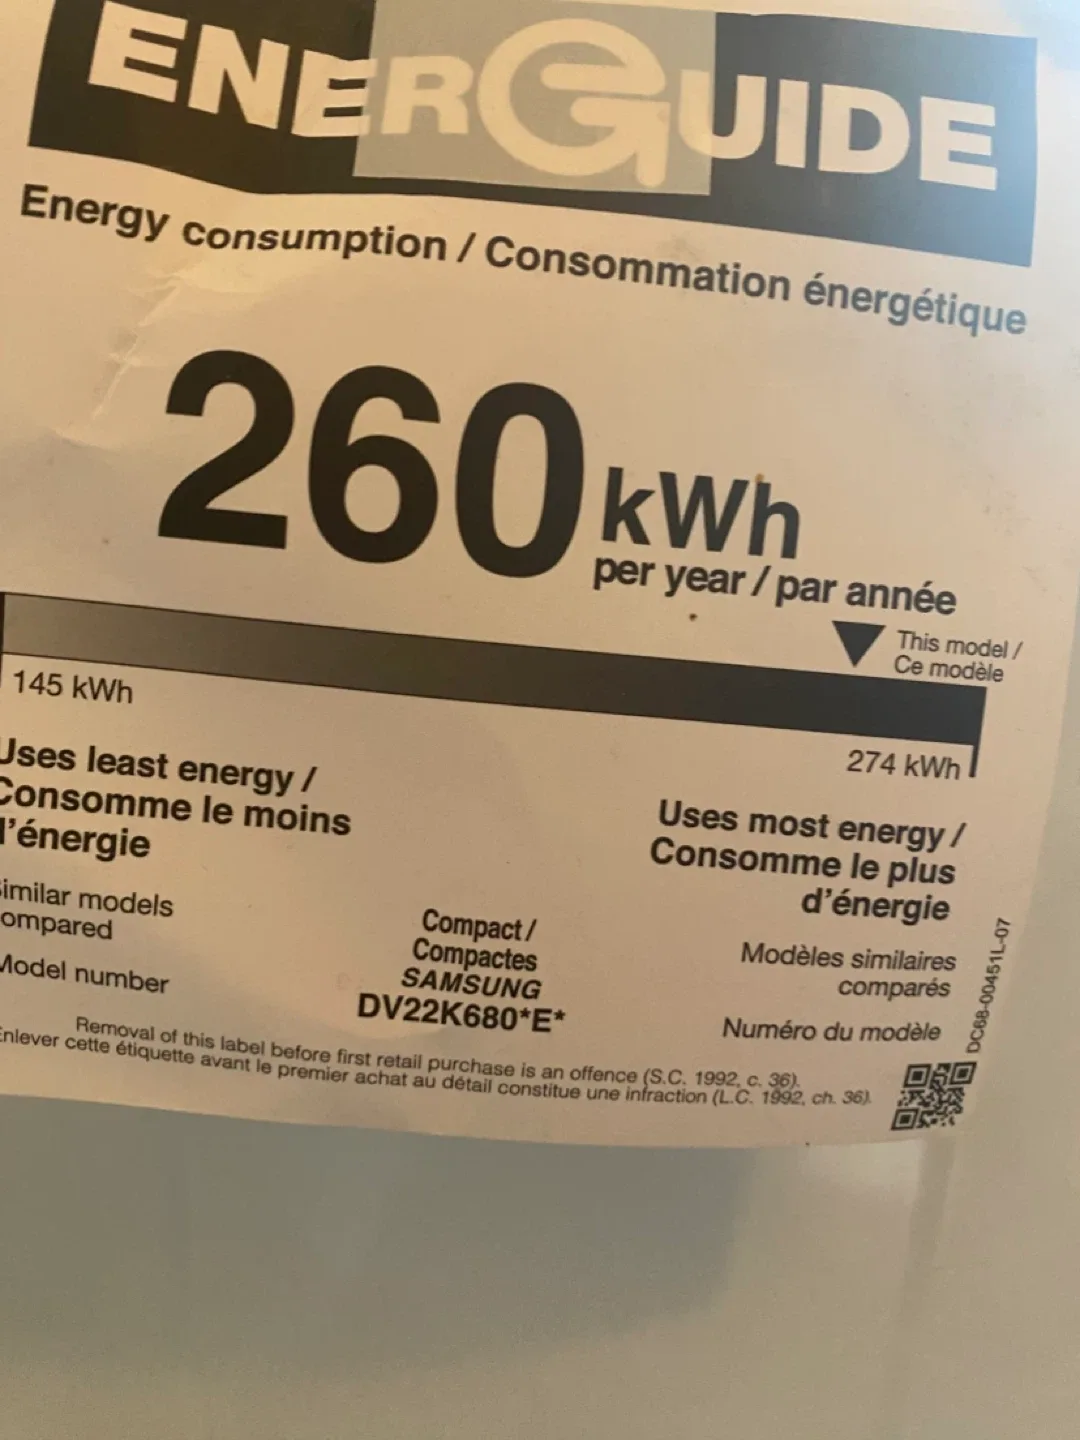 ENERGUIDE
Energy consumption / Consommation énergétique
260 kWh
per year / par année
This model /
Ce modèle
145 kWh
274 kWh
Uses least energy /
Consomme le moins
d'énergie
Uses most energy /
Consomme le plus
d'énergie
Similar models
compared
Compact /
Compactes
Modèles similaires
comparés
Model number
SAMSUNG
DV22K680*E*
Numéro du modèle
Removal of this label before first retail purchase is an offence (S.C. 1992, c. 36).
Enlever cette étiquette avant le premier achat au détail constitue une infraction (L.C. 1992, ch. 36).
DC68-00451L-07